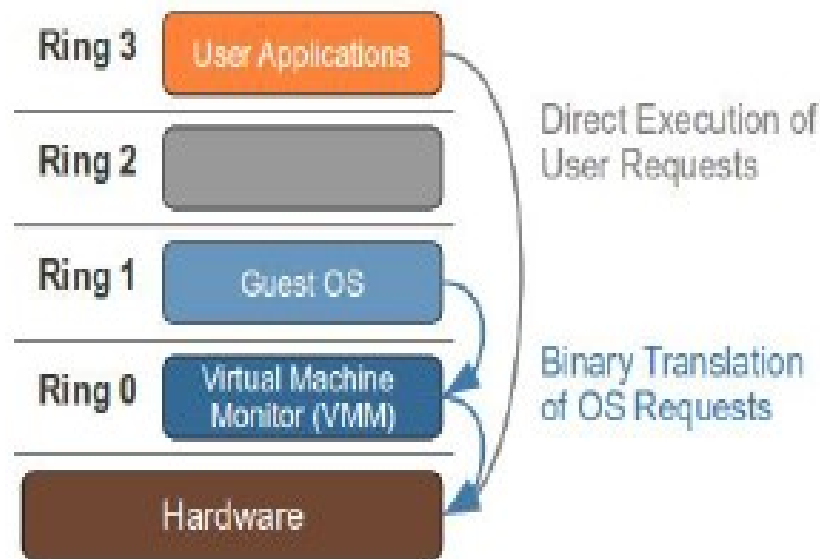 Ring 3
User Applications
Direct Execution of
User Requests
Ring 2
Ring 1
Guest OS
Binary Translation
of OS Requests
Ring 0
Virtual Machine
Monitor (VMM)
Hardware